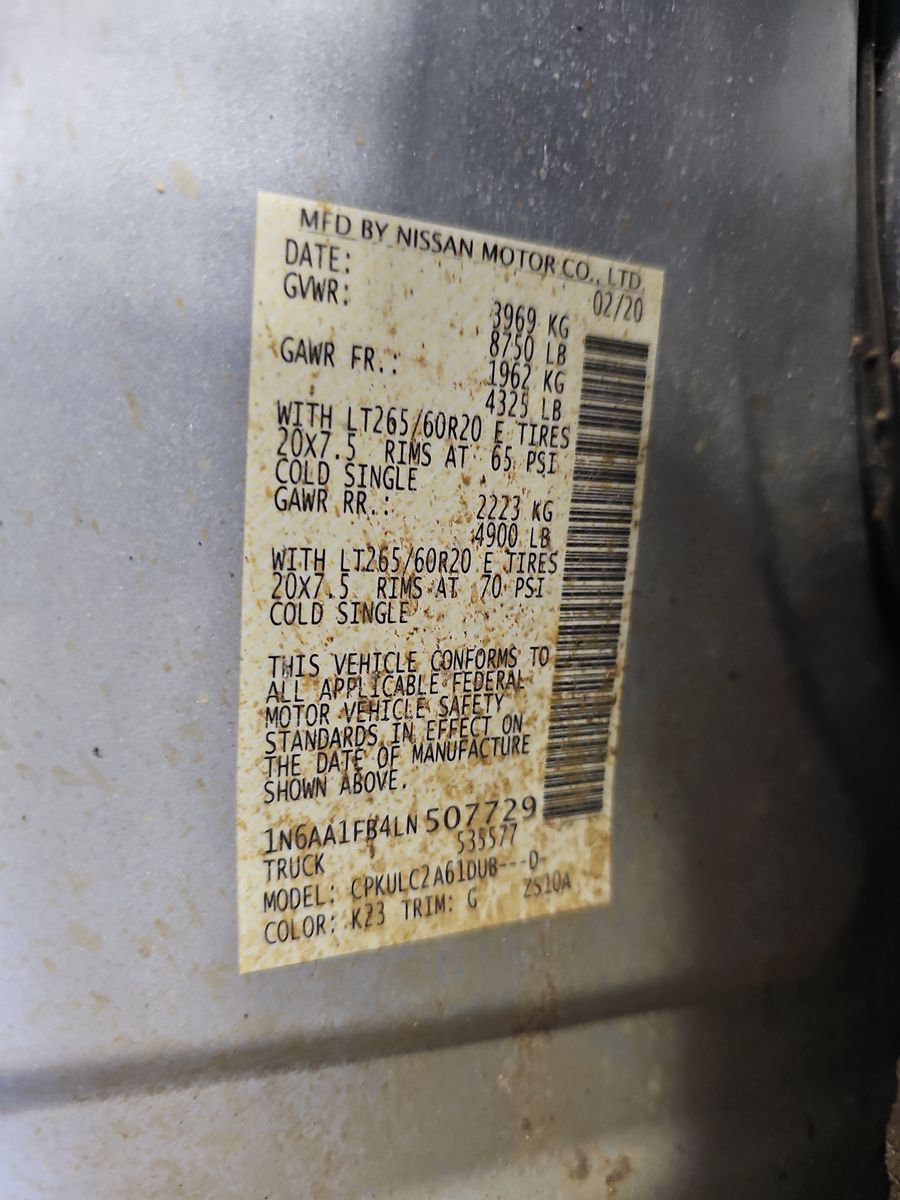 MFD BY NISSAN MOTOR CO., LTD.
DATE: 02/20
GVWR: 3969 KG
8750 LB
GAWR FR.: 1962 KG
4325 LB
WITH LT265/60R20 E TIRES
20X7.5 RIMS AT 65 PSI
COLD SINGLE
GAWR RR.: 2223 KG
4900 LB
WITH LT265/60R20 E TIRES
20X7.5 RIMS AT 70 PSI
COLD SINGLE
THIS VEHICLE CONFORMS TO
ALL APPLICABLE FEDERAL
MOTOR VEHICLE SAFETY
STANDARDS IN EFFECT ON
THE DATE OF MANUFACTURE
SHOWN ABOVE.
1N6AA1FB4LN507729
TRUCK 535577
MODEL: CPKULC2A61DUB---D-
COLOR: K23 TRIM: G ZS10A